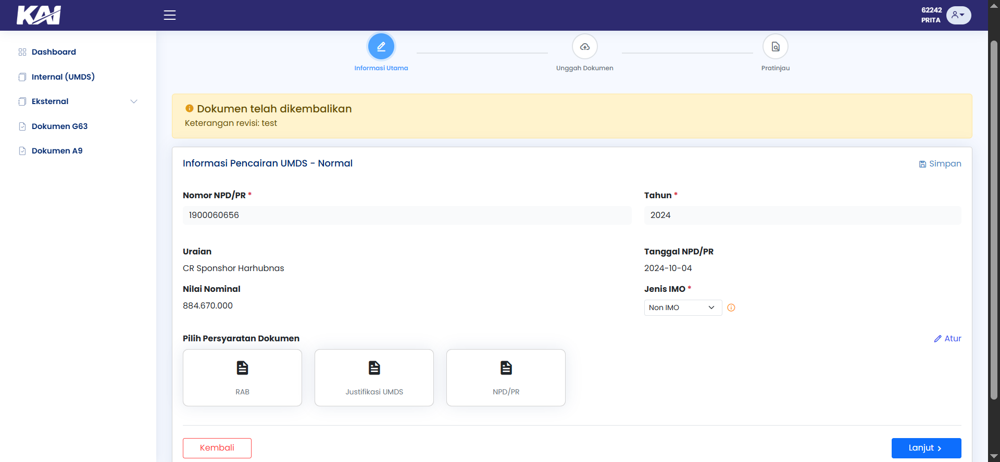 KAI
62242
PRITA
Dashboard
Internal (UMDS)
Eksternal
Dokumen G63
Dokumen A9
Informasi Utama
Unggah Dokumen
Pratinjau
Dokumen telah dikembalikan
Keterangan revisi: test
Informasi Pencairan UMDS - Normal
Simpan
Nomor NPD/PR *
Tahun *
1900060656
2024
Uraian
Tanggal NPD/PR
CR Sponshor Harhubnas
2024-10-04
Nilai Nominal
Jenis IMO *
884.670.000
Non IMO
Pilih Persyaratan Dokumen
Atur
RAB
Justifikasi UMDS
NPD/PR
Kembali
Lanjut